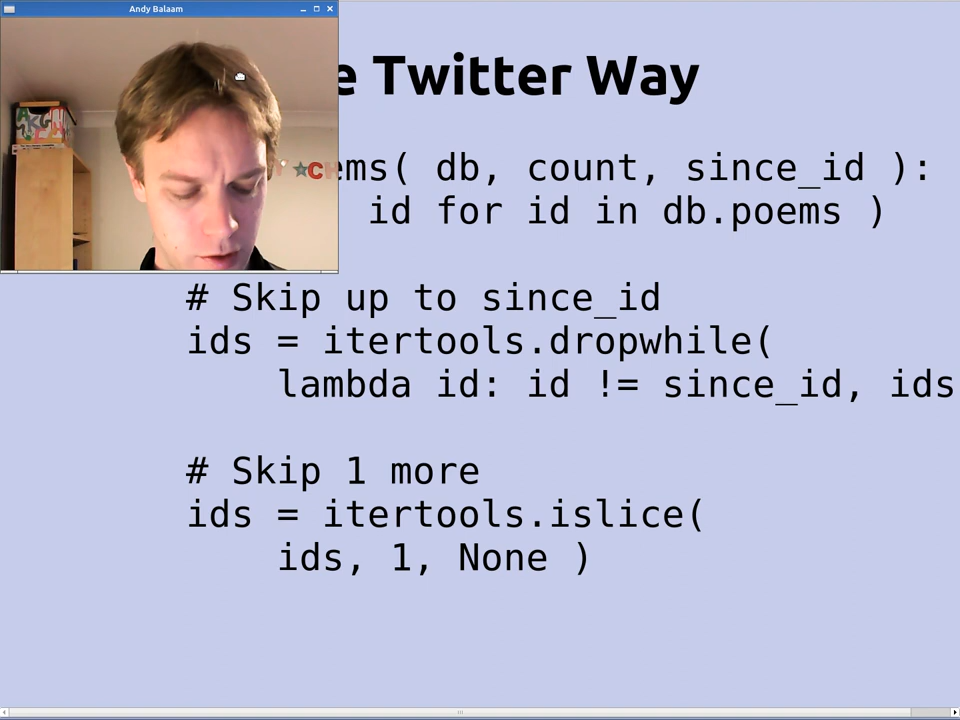 Andy Balaam
e Twitter Way
ems( db, count, since_id ):
id for id in db.poems )
# Skip up to since_id
ids = itertools.dropwhile(
lambda id: id != since_id, ids
# Skip 1 more
ids = itertools.islice(
ids, 1, None )